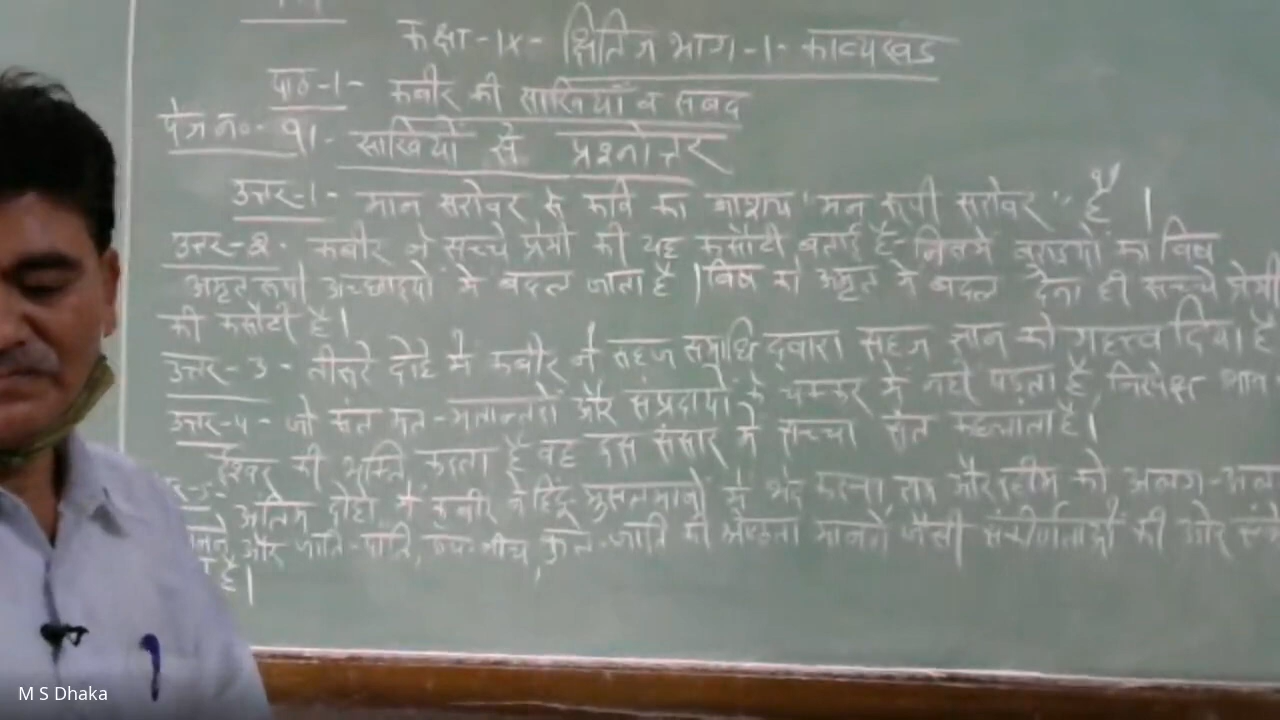 कक्षा-IX- क्षितिज भाग-1- काव्यखंड
पाठ-1- कबीर की साखियाँ व सबद
पेज नं०- 91- साखियों से प्रश्नोत्तर
उत्तर-1- मान सरोवर से कवि का आशय "मन रूपी सरोवर" है।
उत्तर-2- कबीर ने सच्चे प्रेमी की यह कसौटी बताई है- जिसमें बुराइयों का विष
अमृत रूपी अच्छाइयों में बदल जाता है। विष को अमृत में बदल देना ही सच्चे प्रेमी
की कसौटी है।
उत्तर-3- तीसरे दोहे में कबीर ने सहज समाधि द्वारा सहज ज्ञान को महत्त्व दिया है
उत्तर-4- जो संत मत-मतान्तरों और संप्रदायों के चक्कर में नहीं पड़ता है निरपेक्ष भाव
ईश्वर की भक्ति करता है वह इस संसार में सच्चा संत कहलाता है।
र-5- अंतिम दोहों में कबीर ने हिंदू मुसलमानों में भेद करना, राम और रहीम को अलग-अलग
मानने और जाति-पाति, ऊँच-नीच, कुल-जाति की श्रेष्ठता मानने जैसी संकीर्णताओं की ओर
है।
M S Dhaka